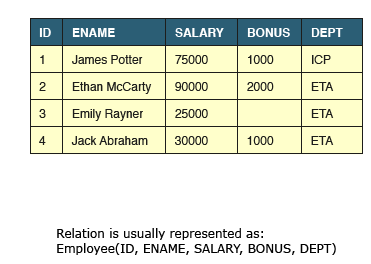 ID ENAME SALARY BONUS DEPT
1 James Potter 75000 1000 ICP
2 Ethan McCarty 90000 2000 ETA
3 Emily Rayner 25000 ETA
4 Jack Abraham 30000 1000 ETA
Relation is usually represented as:
Employee(ID, ENAME, SALARY, BONUS, DEPT)